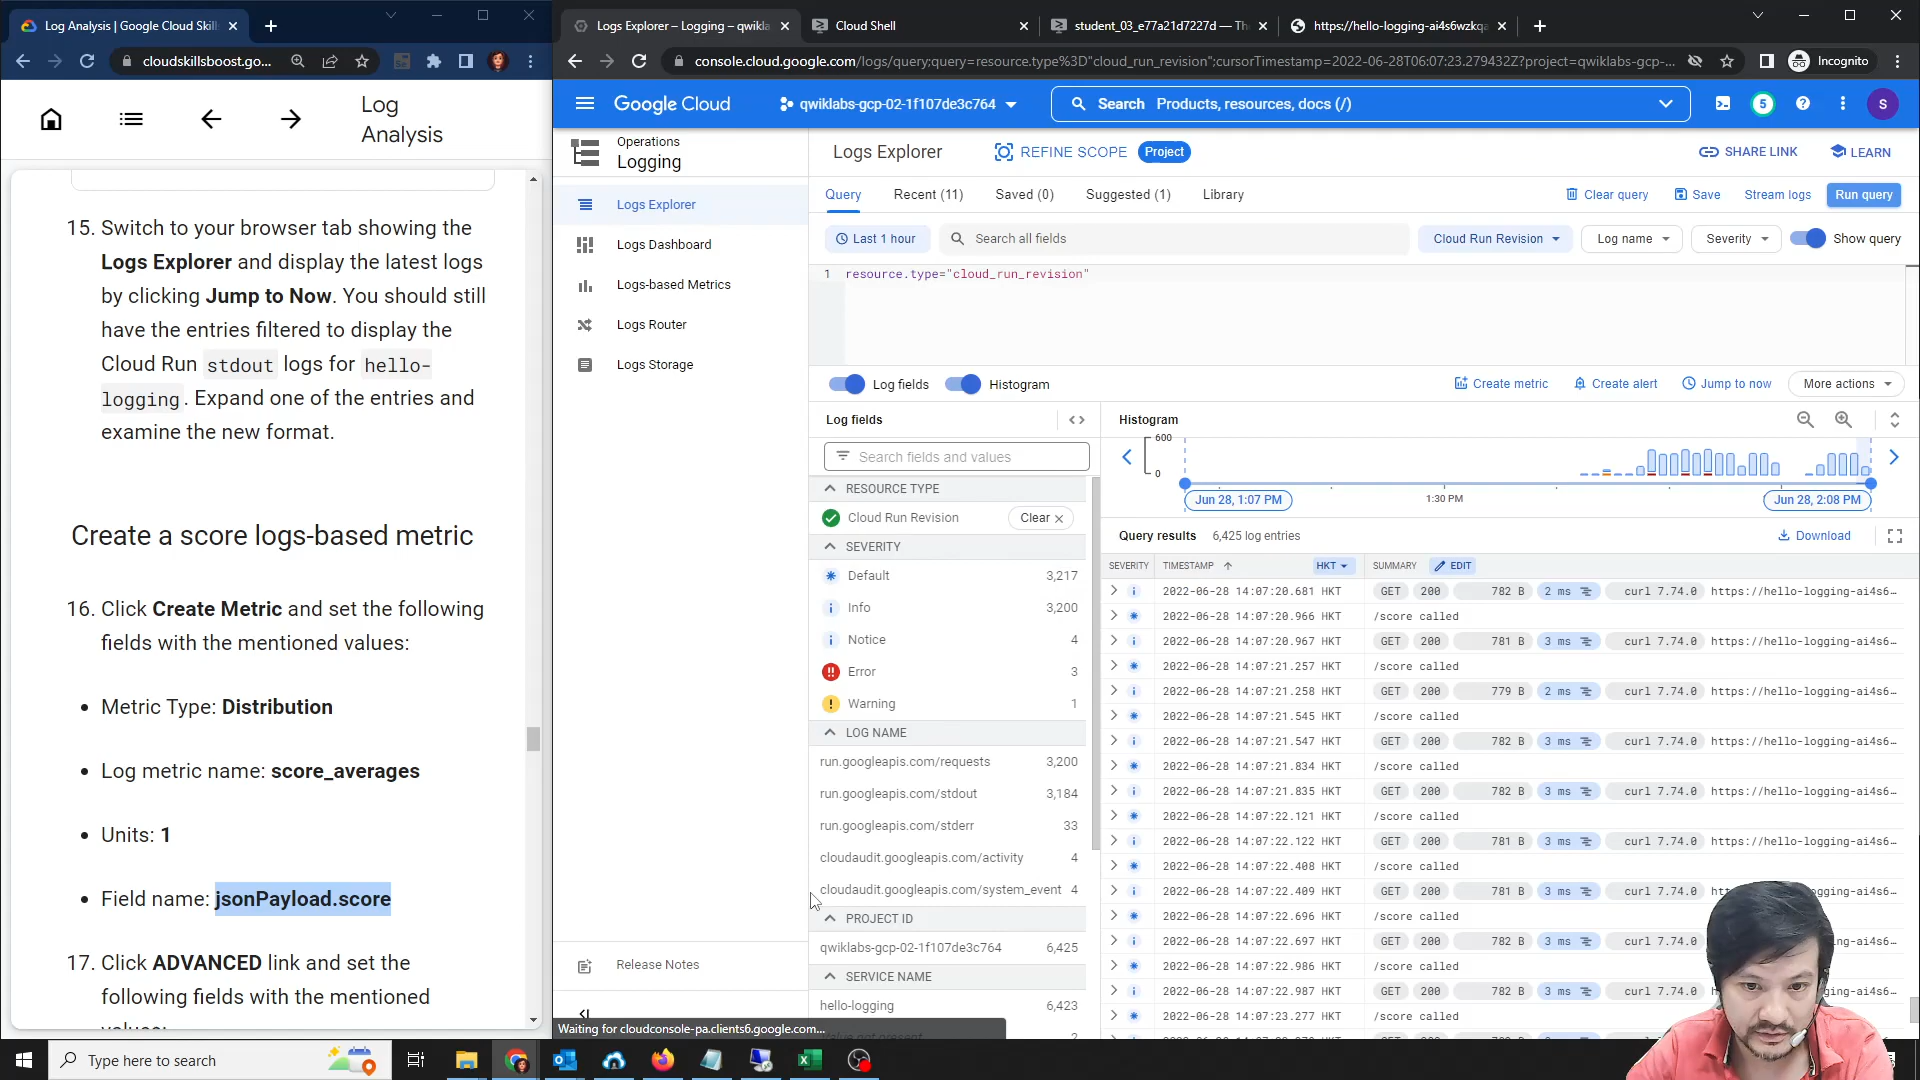 Log Analysis | Google Cloud Skill
Logs Explorer – Logging – qwikla
Cloud Shell
student_03_e77a21d7227d — Th
https://hello-logging-ai4s6wzkqa
cloudskillsboost.go...
console.cloud.google.com/logs/query;query=resource.type%3D"cloud_run_revision";cursorTimestamp=2022-06-28T06:07:23.279432Z?project=qwiklabs-gcp-...
Incognito
Log
Analysis
15. Switch to your browser tab showing the
Logs Explorer and display the latest logs
by clicking Jump to Now. You should still
have the entries filtered to display the
Cloud Run stdout logs for hello-
logging. Expand one of the entries and
examine the new format.
Create a score logs-based metric
16. Click Create Metric and set the following
fields with the mentioned values:
• Metric Type: Distribution
• Log metric name: score_averages
• Units: 1
• Field name: jsonPayload.score
17. Click ADVANCED link and set the
following fields with the mentioned
values:
Google Cloud
qwiklabs-gcp-02-1f107de3c764
Search Products, resources, docs (/)
5
S
Operations
Logging
Logs Explorer
Logs Dashboard
Logs-based Metrics
Logs Router
Logs Storage
Release Notes
Logs Explorer
REFINE SCOPE
Project
SHARE LINK
LEARN
Query
Recent (11)
Saved (0)
Suggested (1)
Library
Clear query
Save
Stream logs
Run query
Last 1 hour
Search all fields
Cloud Run Revision
Log name
Severity
Show query
1 resource.type="cloud_run_revision"
Log fields
Histogram
Create metric
Create alert
Jump to now
More actions
Log fields
Search fields and values
RESOURCE TYPE
Cloud Run Revision
Clear
SEVERITY
Default 3,217
Info 3,200
Notice 4
Error 3
Warning 1
LOG NAME
run.googleapis.com/requests 3,200
run.googleapis.com/stdout 3,184
run.googleapis.com/stderr 33
cloudaudit.googleapis.com/activity 4
cloudaudit.googleapis.com/system_event 4
PROJECT ID
qwiklabs-gcp-02-1f107de3c764 6,425
SERVICE NAME
hello-logging 6,423
Waiting for cloudconsole-pa.clients6.google.com...
Histogram
600
0
Jun 28, 1:07 PM
1:30 PM
Jun 28, 2:08 PM
Query results 6,425 log entries
Download
SEVERITY TIMESTAMP HKT SUMMARY EDIT
2022-06-28 14:07:20.681 HKT GET 200 782 B 2 ms curl 7.74.0 https://hello-logging-ai4s6…
2022-06-28 14:07:20.966 HKT /score called
2022-06-28 14:07:20.967 HKT GET 200 781 B 3 ms curl 7.74.0 https://hello-logging-ai4s6…
2022-06-28 14:07:21.257 HKT /score called
2022-06-28 14:07:21.258 HKT GET 200 779 B 2 ms curl 7.74.0 https://hello-logging-ai4s6…
2022-06-28 14:07:21.545 HKT /score called
2022-06-28 14:07:21.547 HKT GET 200 782 B 3 ms curl 7.74.0 https://hello-logging-ai4s6…
2022-06-28 14:07:21.834 HKT /score called
2022-06-28 14:07:21.835 HKT GET 200 782 B 3 ms curl 7.74.0 https://hello-logging-ai4s6…
2022-06-28 14:07:22.121 HKT /score called
2022-06-28 14:07:22.122 HKT GET 200 781 B 3 ms curl 7.74.0 https://hello-logging-ai4s6…
2022-06-28 14:07:22.408 HKT /score called
2022-06-28 14:07:22.409 HKT GET 200 781 B 3 ms curl 7.74.0
2022-06-28 14:07:22.696 HKT /score called
2022-06-28 14:07:22.697 HKT GET 200 782 B 3 ms curl 7.74.0
2022-06-28 14:07:22.986 HKT /score called
2022-06-28 14:07:22.987 HKT GET 200 782 B 3 ms curl 7.74.0
2022-06-28 14:07:23.277 HKT /score called
Type here to search